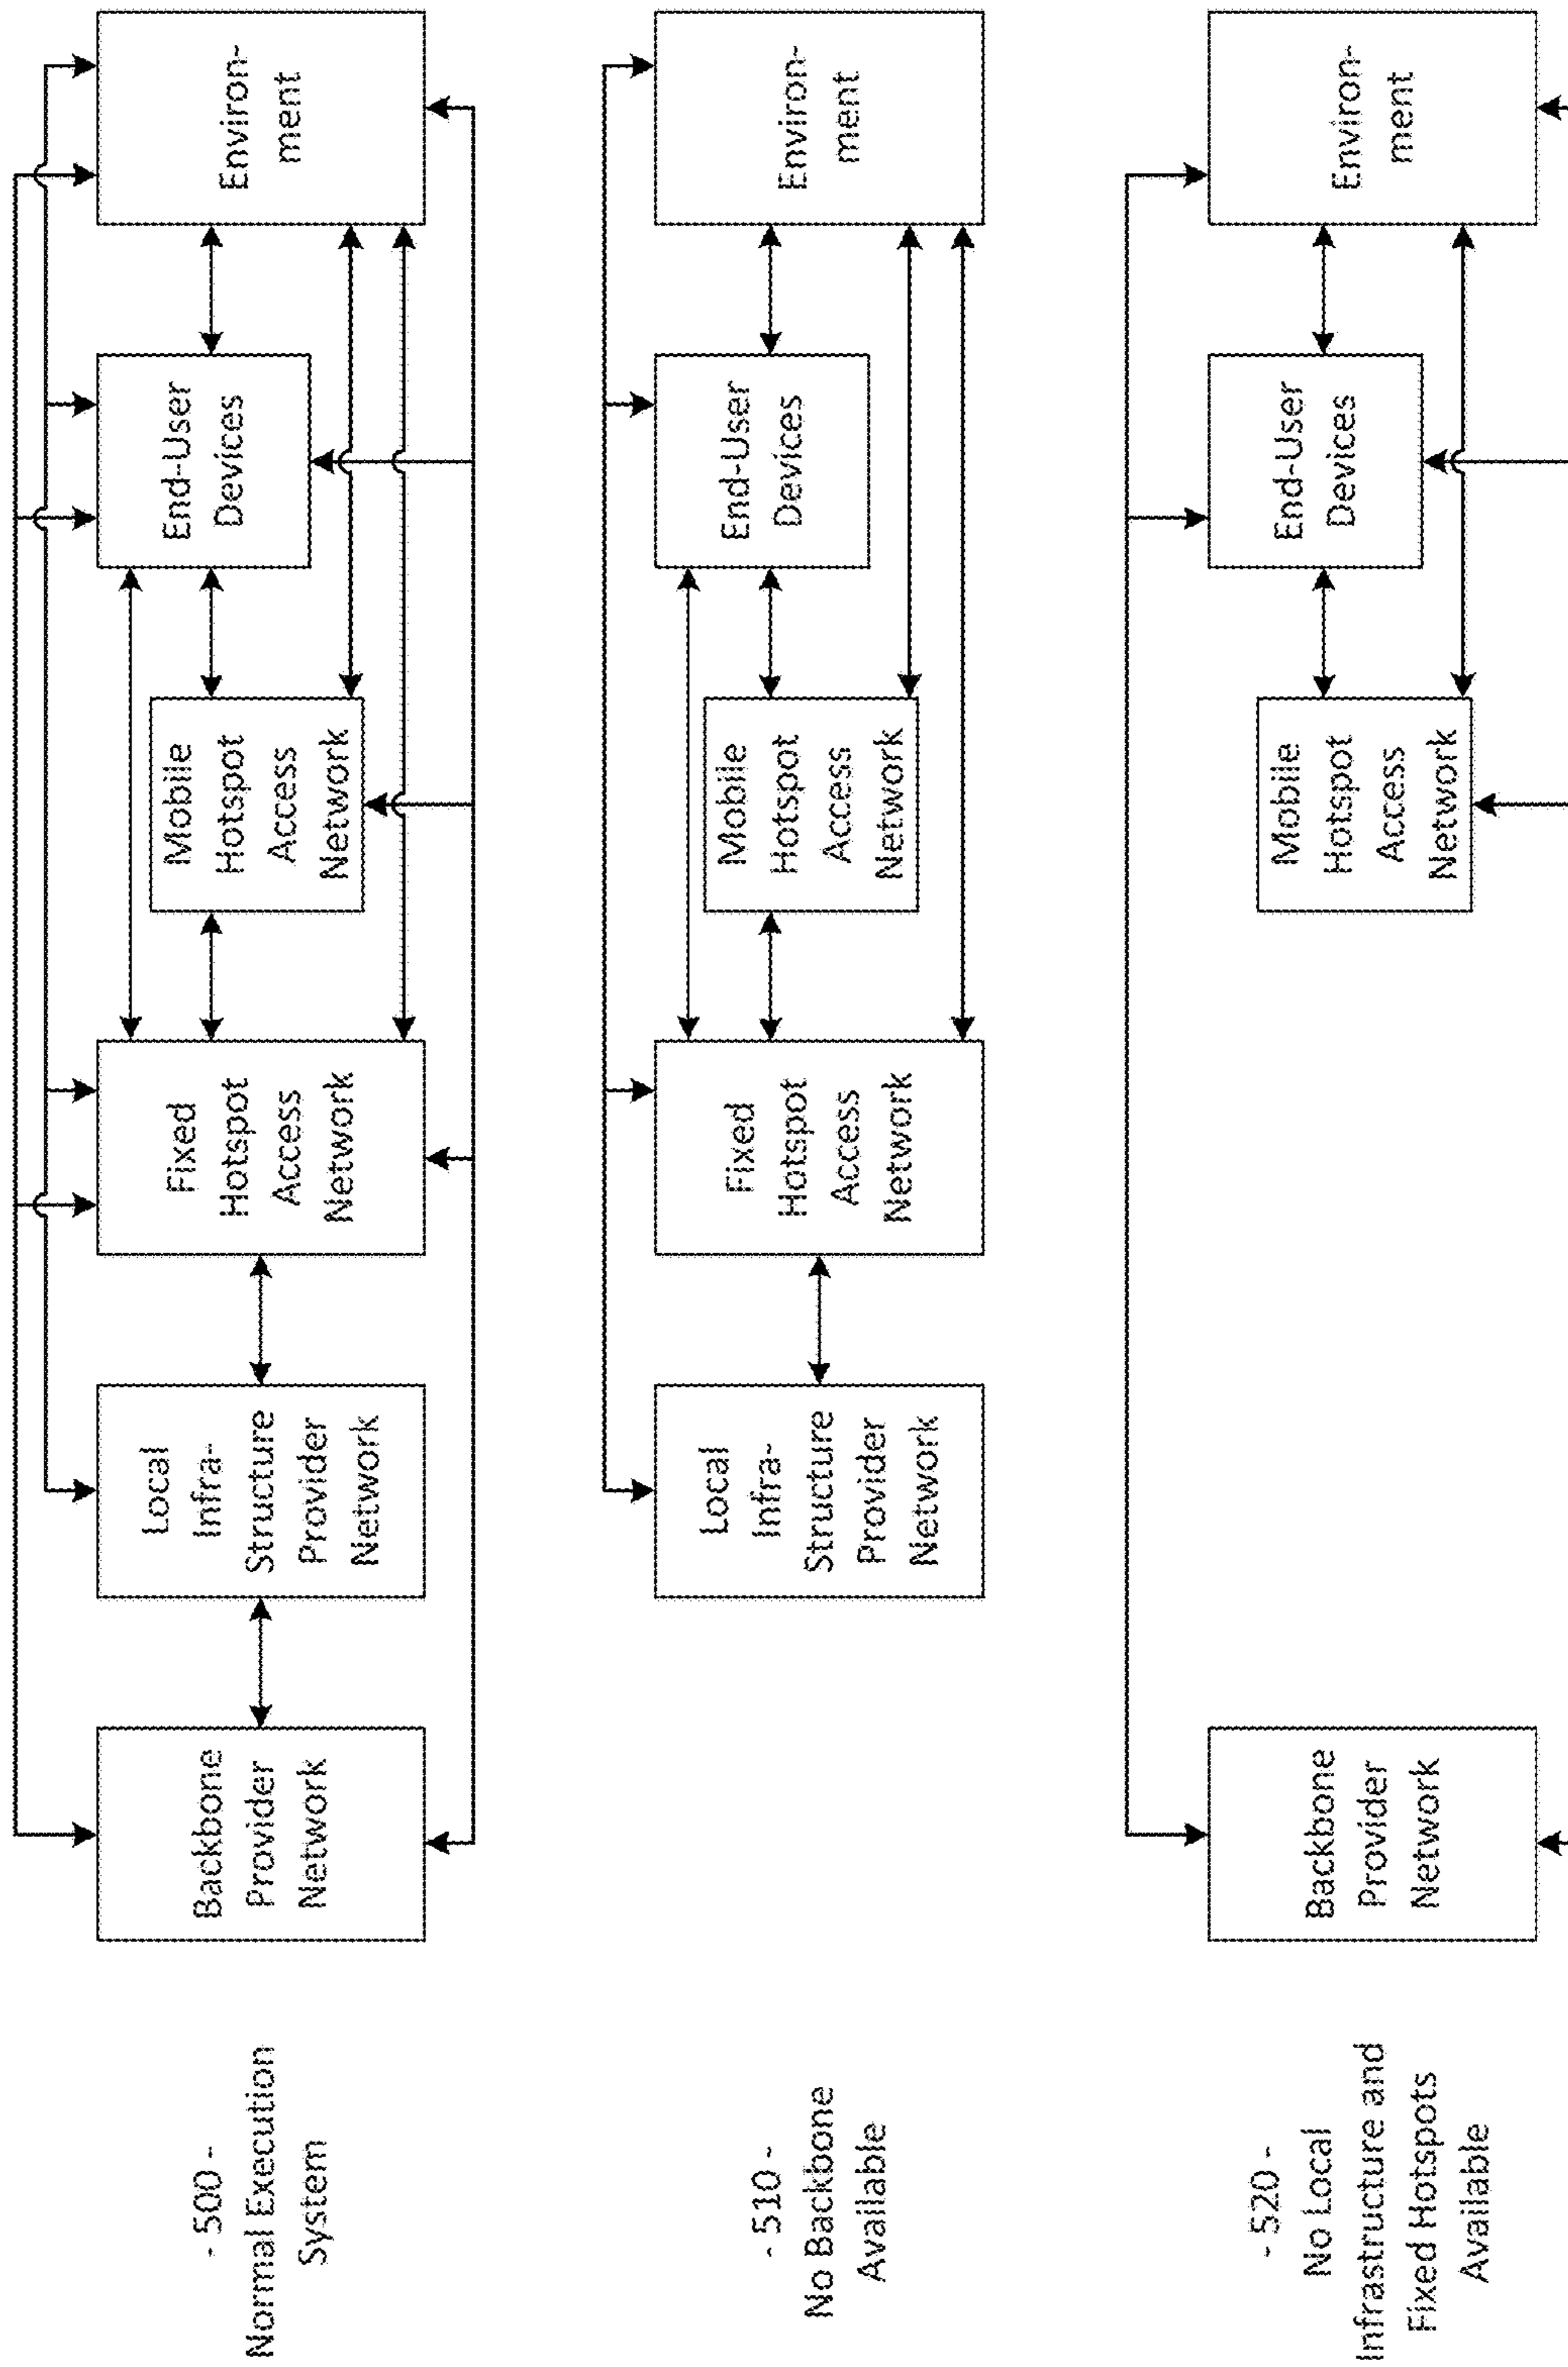 - 500 -
Normal Execution
System
Backbone
Provider
Network
Local
Infra-
Structure
Provider
Network
Fixed
Hotspot
Access
Network
Mobile
Hotspot
Access
Network
End-User
Devices
Environ-
ment
- 510 -
No Backbone
Available
Local
Infra-
Structure
Provider
Network
Fixed
Hotspot
Access
Network
Mobile
Hotspot
Access
Network
End-User
Devices
Environ-
ment
- 520 -
No Local
Infrastructure and
Fixed Hotspots
Available
Backbone
Provider
Network
Mobile
Hotspot
Access
Network
End-User
Devices
Environ-
ment